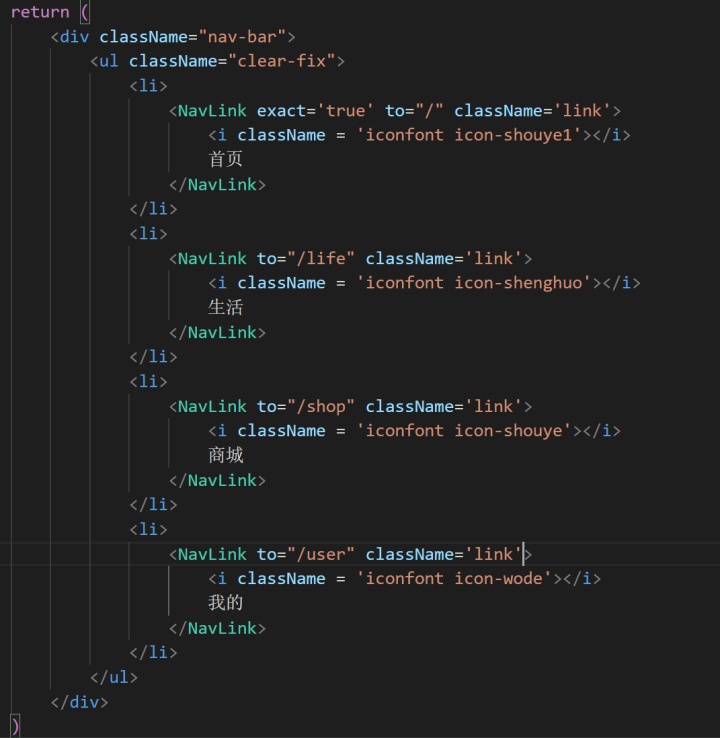 return (
<div className="nav-bar">
<ul className="clear-fix">
<li>
<NavLink exact='true' to="/" className='link'>
<i className = 'iconfont icon-shouye1'></i>
首页
</NavLink>
</li>
<li>
<NavLink to="/life" className='link'>
<i className = 'iconfont icon-shenghuo'></i>
生活
</NavLink>
</li>
<li>
<NavLink to="/shop" className='link'>
<i className = 'iconfont icon-shouye'></i>
商城
</NavLink>
</li>
<li>
<NavLink to="/user" className='link'>
<i className = 'iconfont icon-wode'></i>
我的
</NavLink>
</li>
</ul>
</div>
)